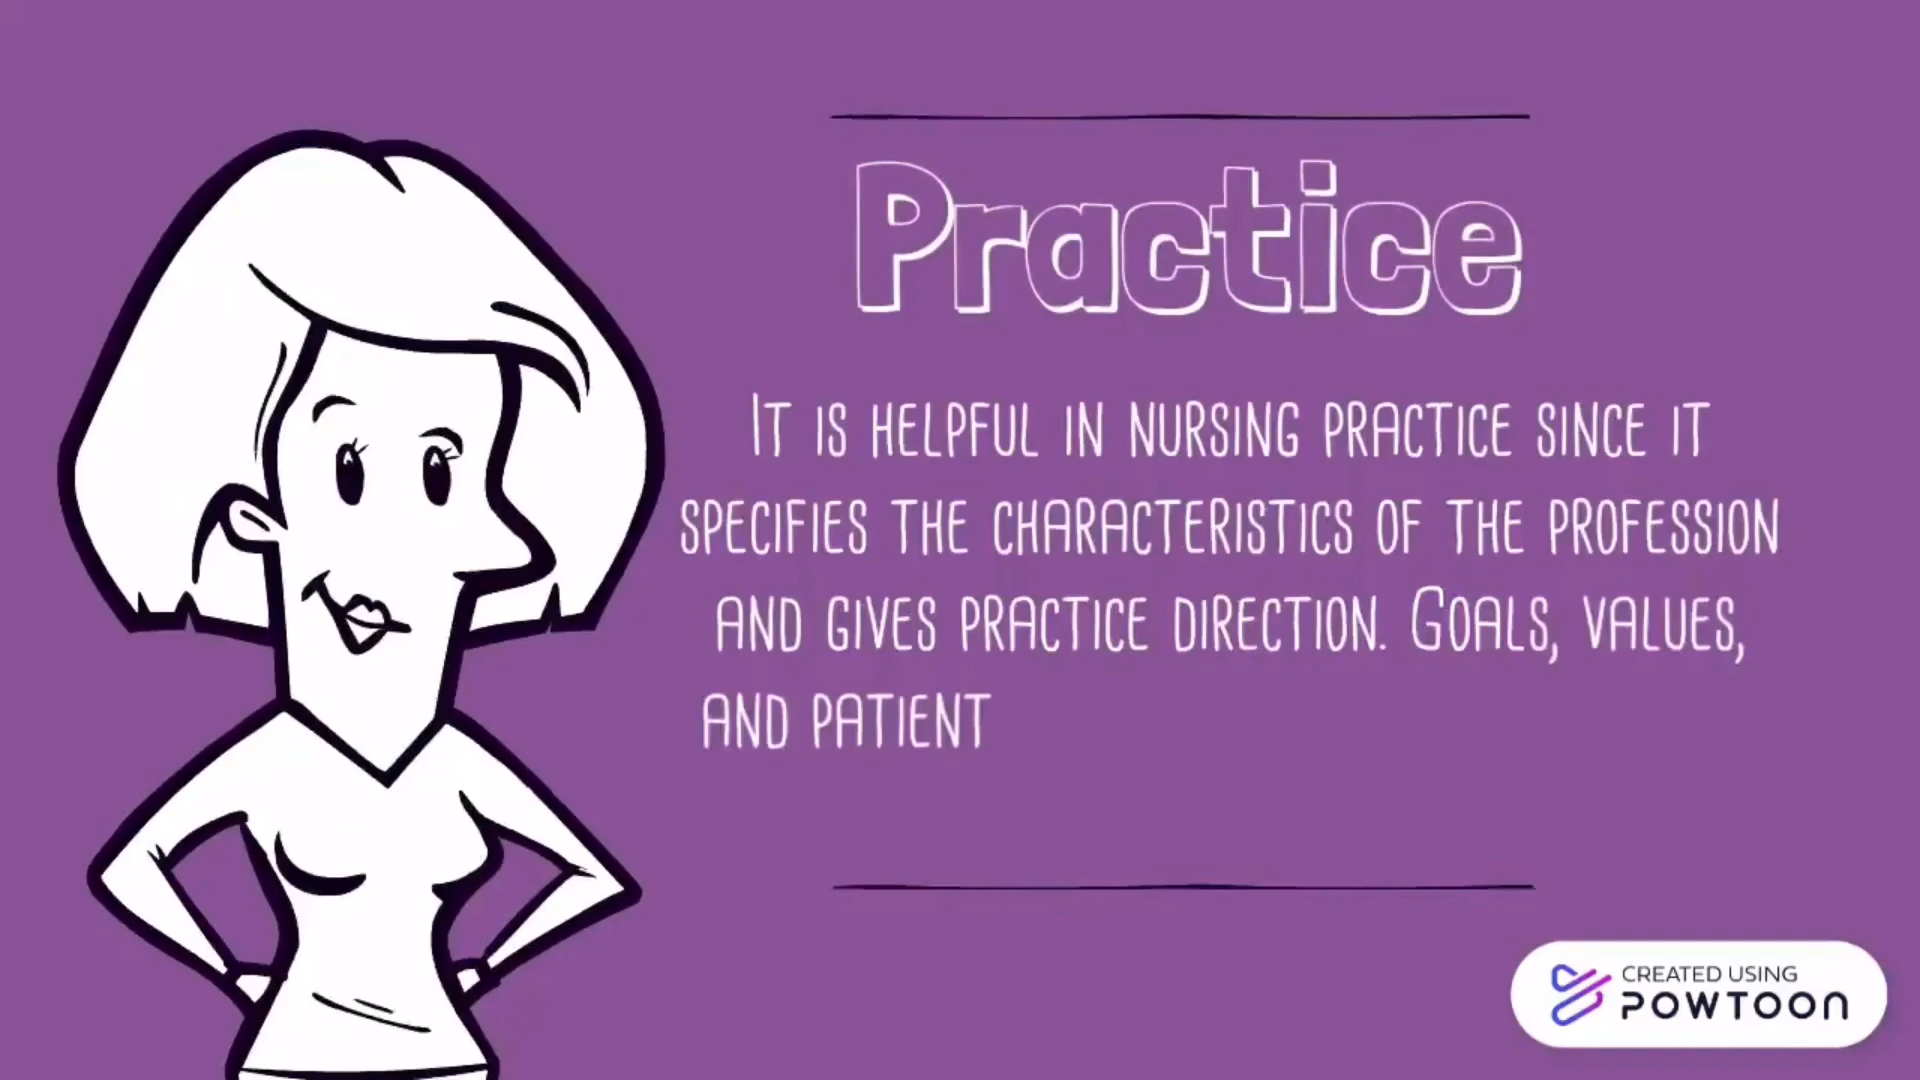 Practice
It is helpful in nursing practice since it
specifies the characteristics of the profession
and gives practice direction. Goals, values,
and patient
CREATED USING
POWTOON